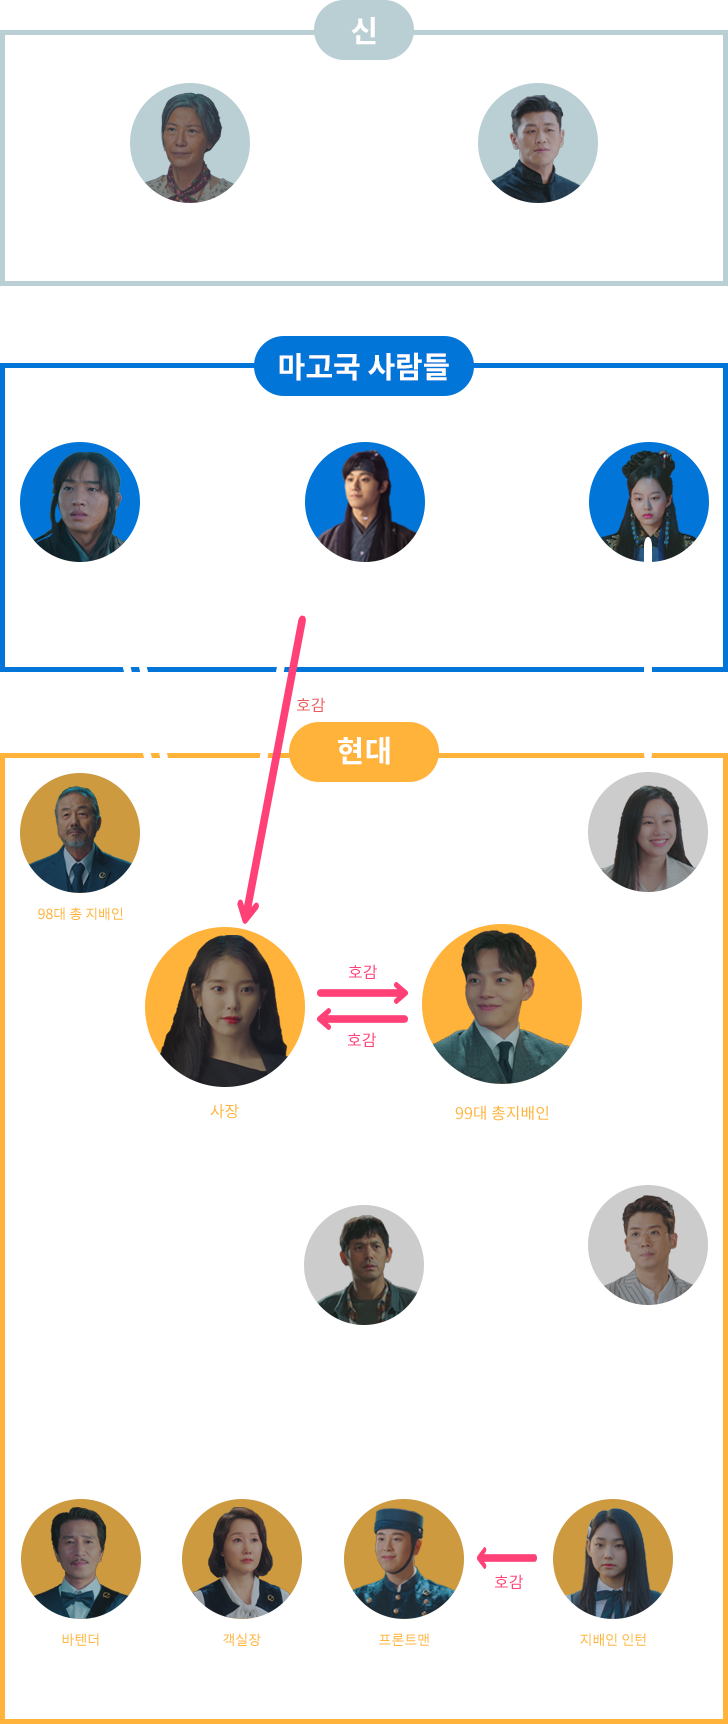 신
마고국 사람들
호감
현대
98대 총 지배인
호감
호감
사장
99대 총지배인
호감
바텐더
객실장
프론트맨
지배인 인턴